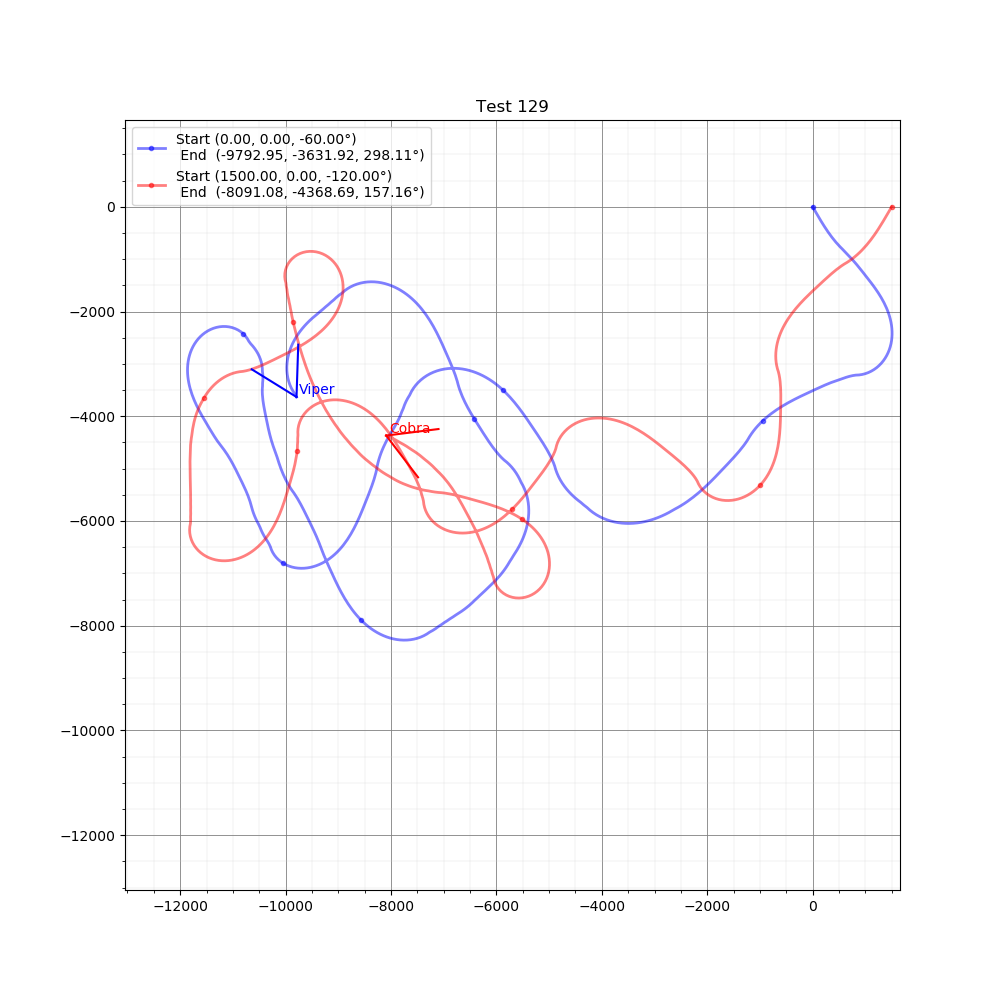 Test 129
Start (0.00, 0.00, -60.00°)
End (-9792.95, -3631.92, 298.11°)
Start (1500.00, 0.00, -120.00°)
End (-8091.08, -4368.69, 157.16°)
0
−2000
−4000
−6000
−8000
−10000
−12000
Viper
Cobra
−12000 −10000 −8000 −6000 −4000 −2000 0